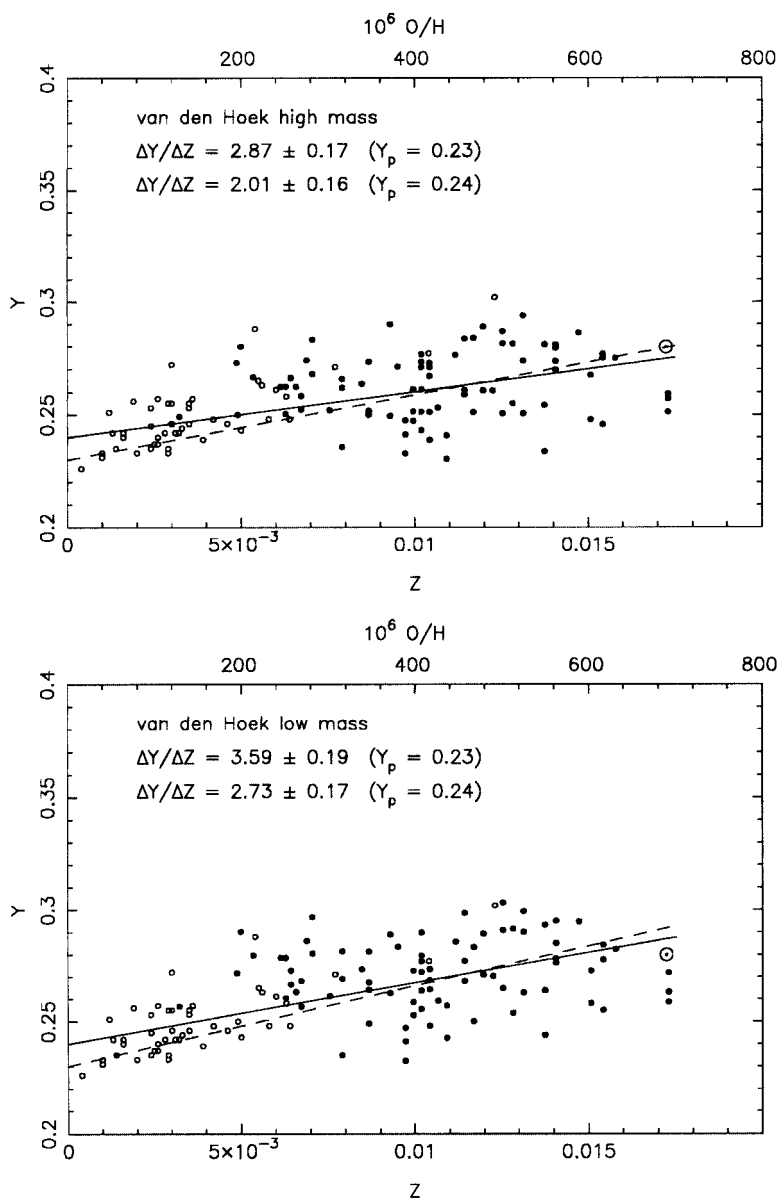 10⁶ O/H
200 400 600 800
0.4
van den Hoek high mass
ΔY/ΔZ = 2.87 ± 0.17 (Y_p = 0.23)
ΔY/ΔZ = 2.01 ± 0.16 (Y_p = 0.24)
0.35
0.3
Y
0.25
0.2
0 5×10⁻³ 0.01 0.015
Z
10⁶ O/H
200 400 600 800
0.4
van den Hoek low mass
ΔY/ΔZ = 3.59 ± 0.19 (Y_p = 0.23)
ΔY/ΔZ = 2.73 ± 0.17 (Y_p = 0.24)
0.35
0.3
Y
0.25
0.2
0 5×10⁻³ 0.01 0.015
Z